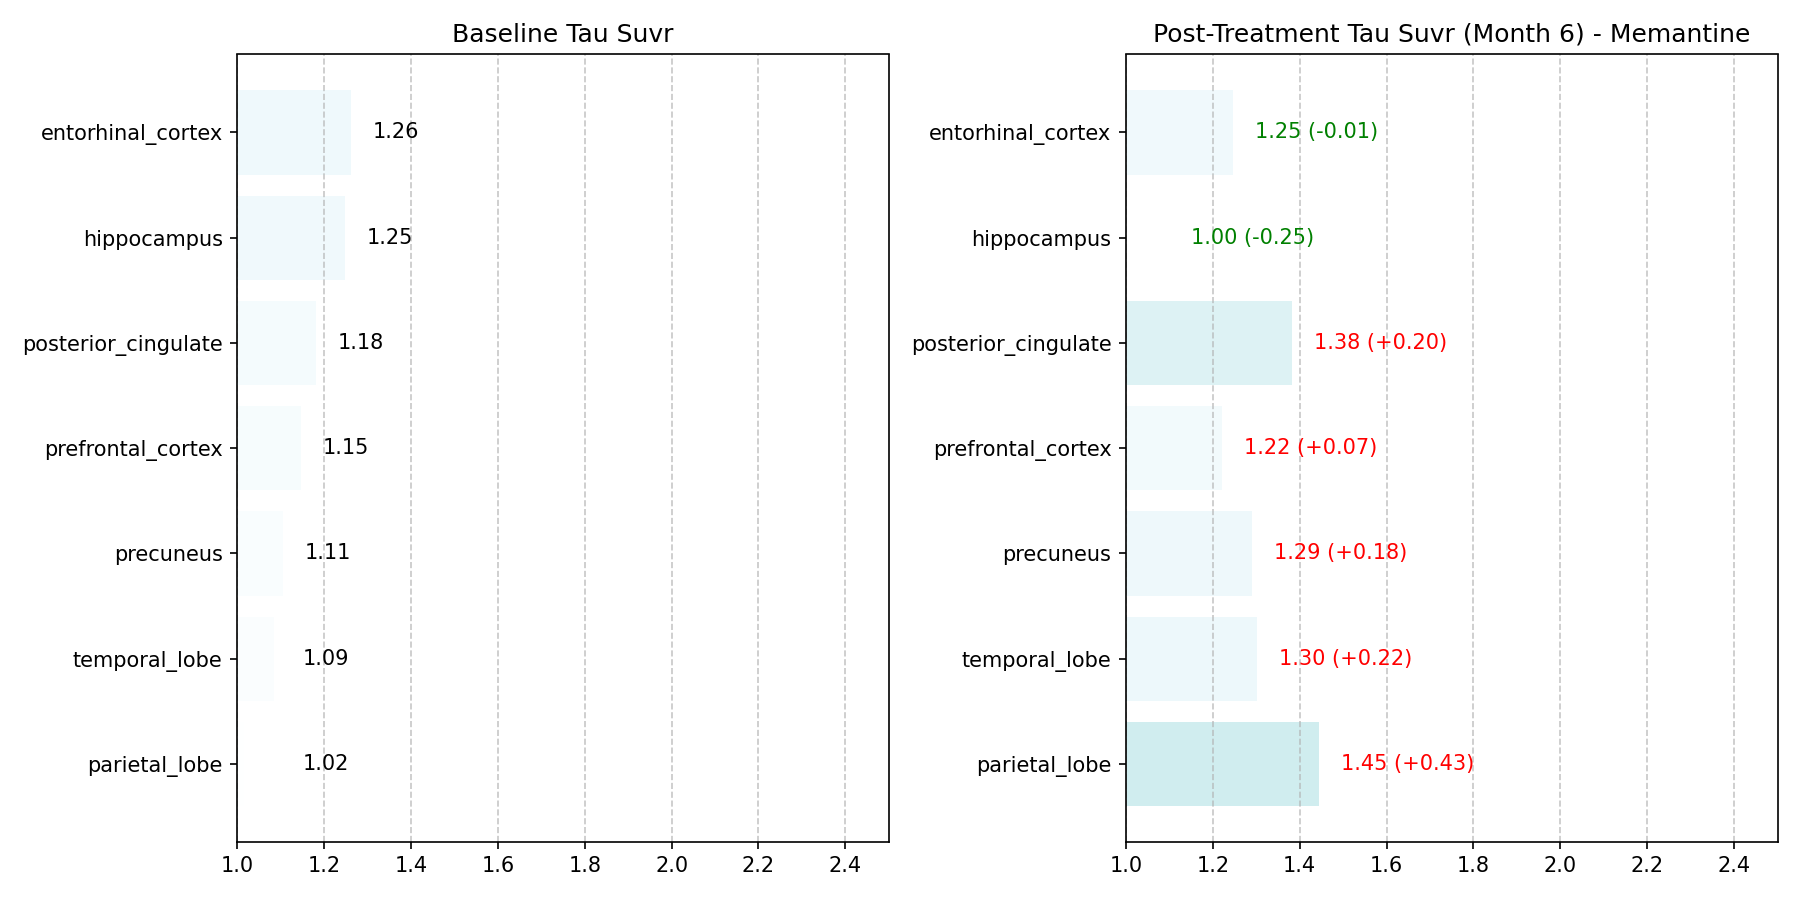 Baseline Tau Suvr
entorhinal_cortex 1.26
hippocampus 1.25
posterior_cingulate 1.18
prefrontal_cortex 1.15
precuneus 1.11
temporal_lobe 1.09
parietal_lobe 1.02
1.0 1.2 1.4 1.6 1.8 2.0 2.2 2.4
Post-Treatment Tau Suvr (Month 6) - Memantine
entorhinal_cortex 1.25 (-0.01)
hippocampus 1.00 (-0.25)
posterior_cingulate 1.38 (+0.20)
prefrontal_cortex 1.22 (+0.07)
precuneus 1.29 (+0.18)
temporal_lobe 1.30 (+0.22)
parietal_lobe 1.45 (+0.43)
1.0 1.2 1.4 1.6 1.8 2.0 2.2 2.4